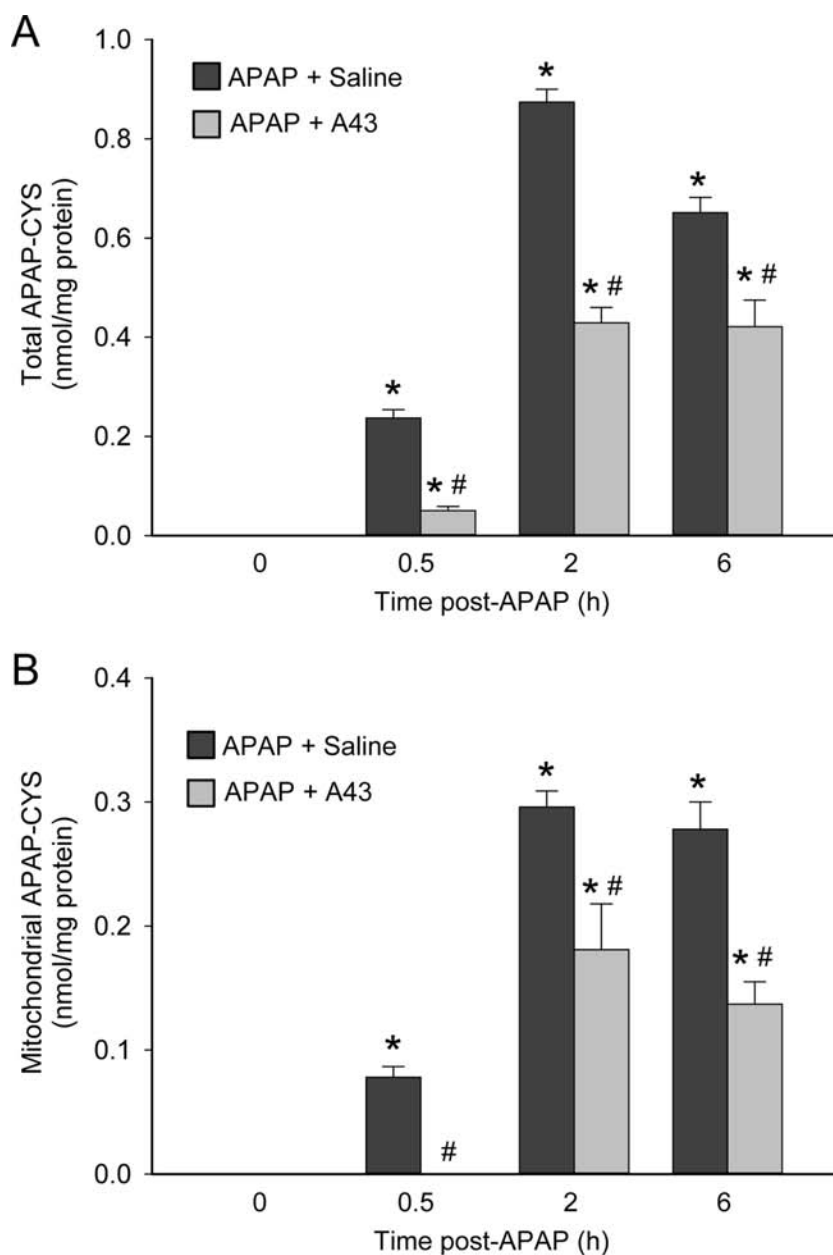 A
Total APAP-CYS
(nmol/mg protein)
1.0
0.8
0.6
0.4
0.2
0.0
APAP + Saline
APAP + A43
*
* #
*
* #
*
* #
0 0.5 2 6
Time post-APAP (h)
B
Mitochondrial APAP-CYS
(nmol/mg protein)
0.4
0.3
0.2
0.1
0.0
APAP + Saline
APAP + A43
*
#
*
* #
*
* #
0 0.5 2 6
Time post-APAP (h)